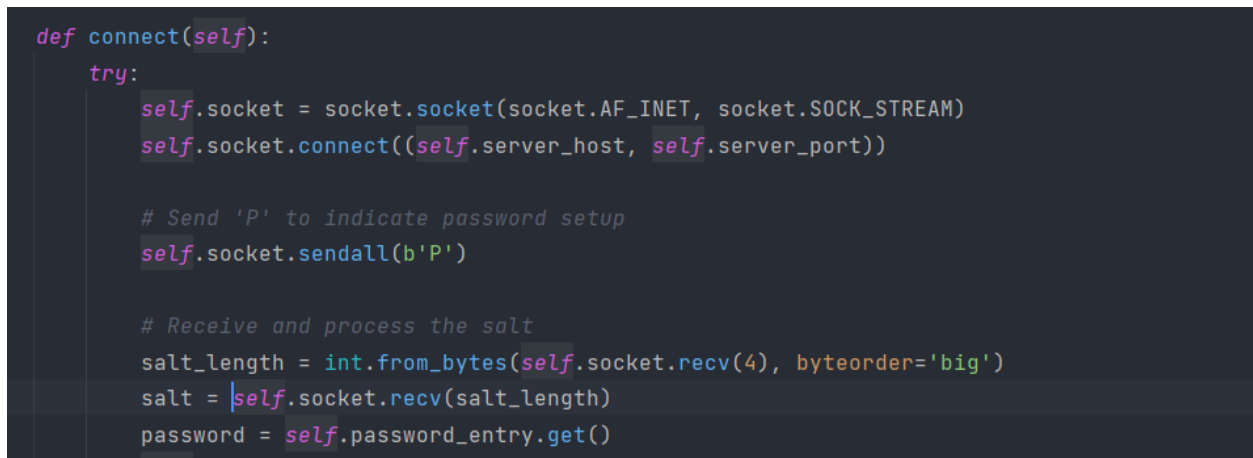 def connect(self):
try:
self.socket = socket.socket(socket.AF_INET, socket.SOCK_STREAM)
self.socket.connect((self.server_host, self.server_port))
# Send 'P' to indicate password setup
self.socket.sendall(b'P')
# Receive and process the salt
salt_length = int.from_bytes(self.socket.recv(4), byteorder='big')
salt = self.socket.recv(salt_length)
password = self.password_entry.get()